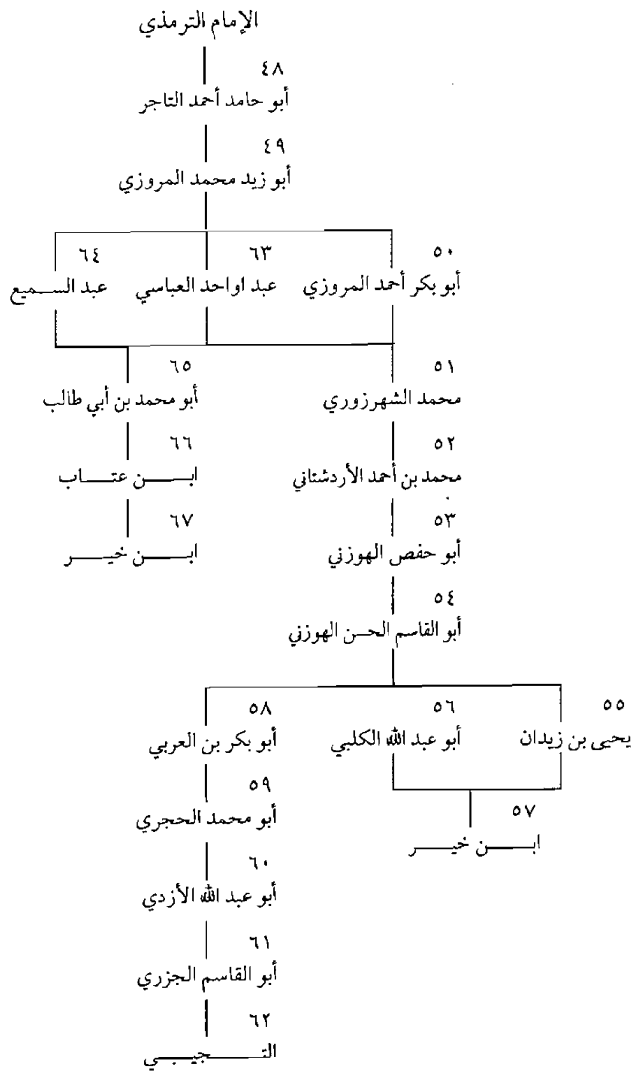 الإمام الترمذي
٤٨
أبو حامد أحمد التاجر
٤٩
أبو زيد محمد المروزي
٥٠ ٦٣ ٦٤
أبو بكر أحمد المروزي عبد اواحد العباسي عبد السميع
٥١ ٦٥
محمد الشهرزوري أبو محمد بن أبي طالب
٥٢ ٦٦
محمد بن أحمد الأردشتاني ابن عتاب
٥٣ ٦٧
أبو حفص الهوزني ابن خير
٥٤
أبو القاسم الحسن الهوزني
٥٥ ٥٦ ٥٨
يحيى بن زيدان أبو عبد الله الكلبي أبو بكر بن العربي
٥٩
أبو محمد الحجري
٥٧
ابن خير
٦٠
أبو عبد الله الأزدي
٦١
أبو القاسم الجزري
٦٢
التجيبي